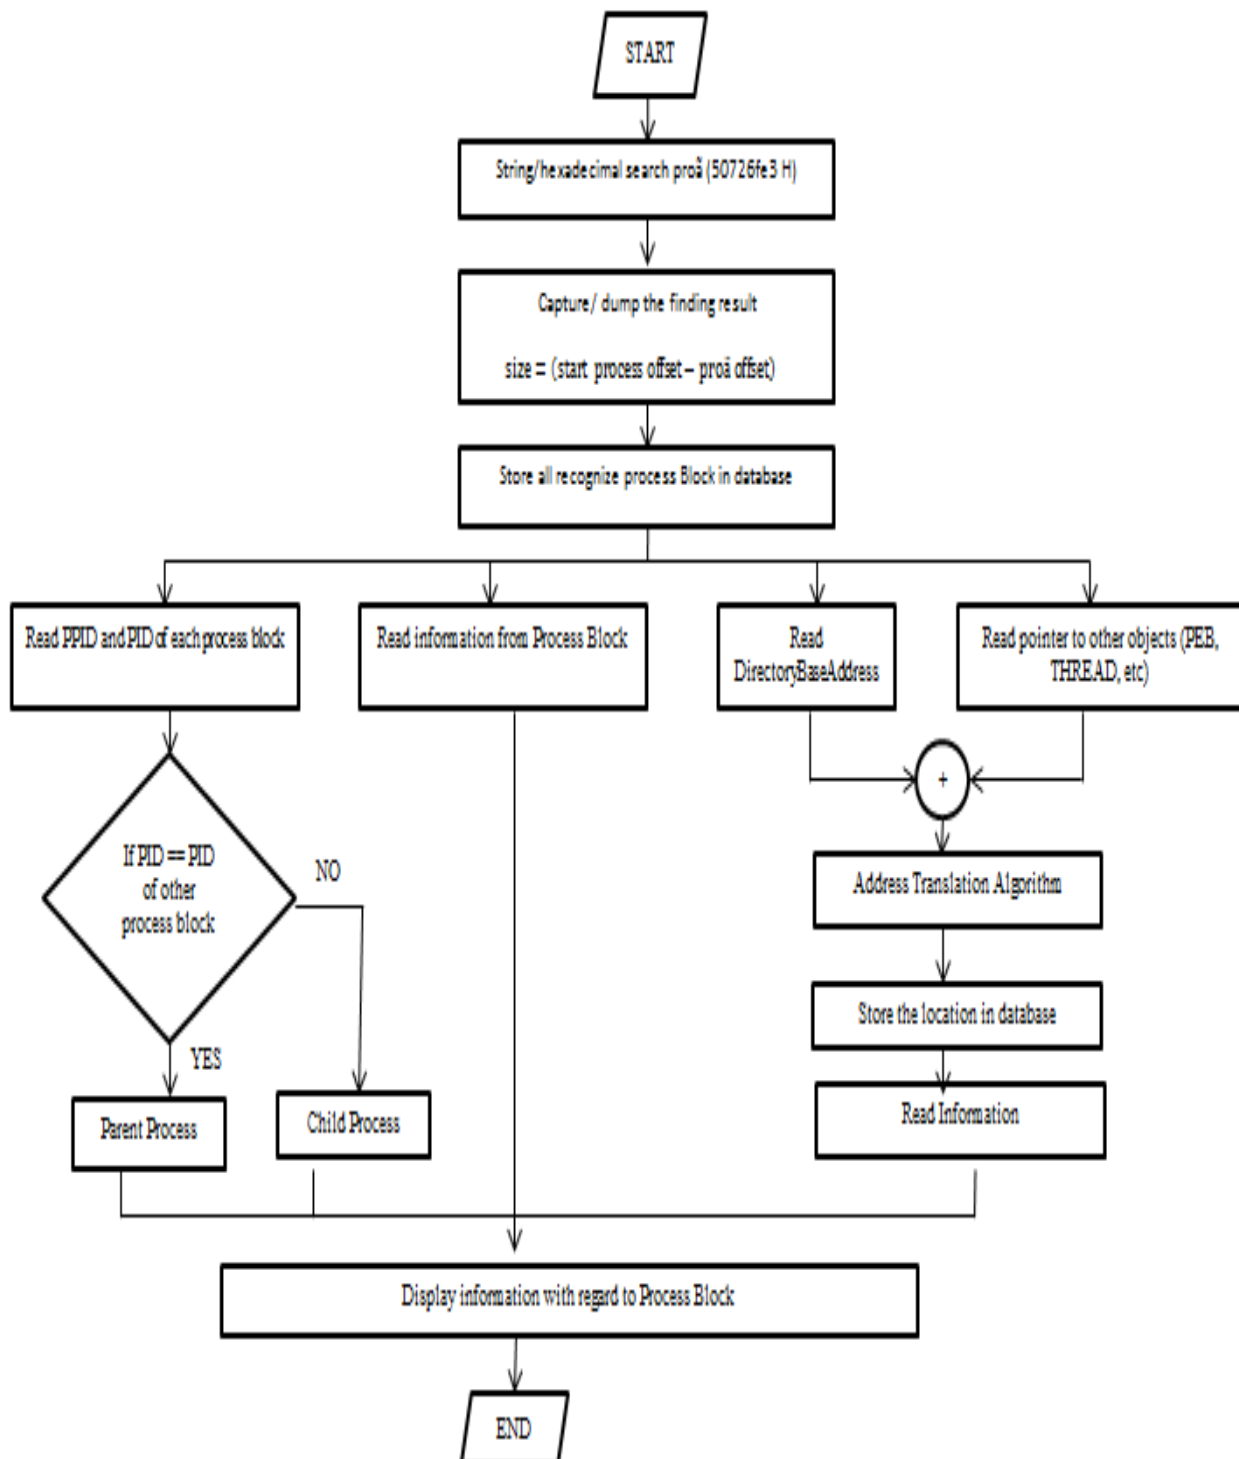 START
String/hexadecimal search proã (50726fe3 H)
Capture/ dump the finding result
size = (start process offset – proã offset)
Store all recognize process Block in database
Read PPID and PID of each process block
Read information from Process Block
Read
DirectoryBaseAddress
Read pointer to other objects (PEB,
THREAD, etc)
+
If PID == PID
of other
process block
NO
YES
Address Translation Algorithm
Store the location in database
Read Information
Parent Process
Child Process
Display information with regard to Process Block
END